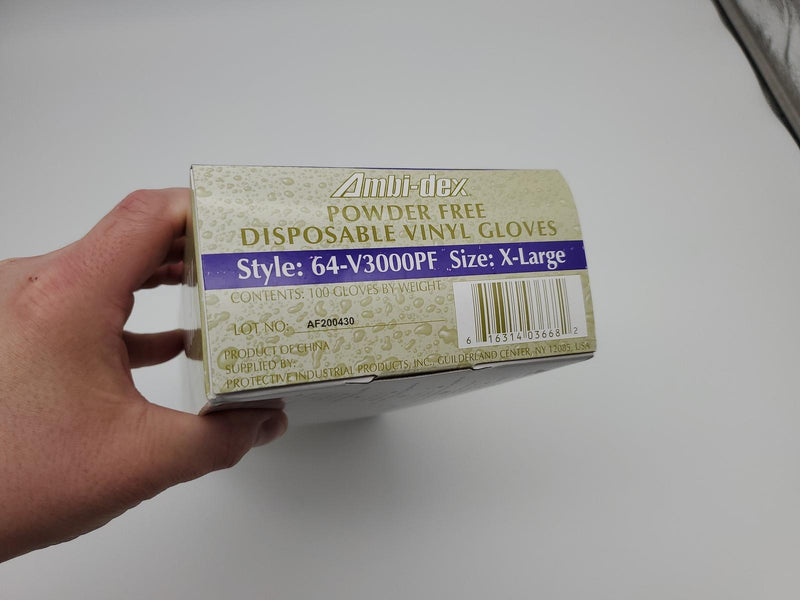 Ambi-dex
POWDER FREE
DISPOSABLE VINYL GLOVES
Style: 64-V3000PF Size: X-Large
CONTENTS: 100 GLOVES BY WEIGHT
LOT NO: AF200430
PRODUCT OF CHINA
SUPPLIED BY:
PROTECTIVE INDUSTRIAL PRODUCTS, INC., GUILDERLAND CENTER, NY 12085, USA
6 16314 03668 2